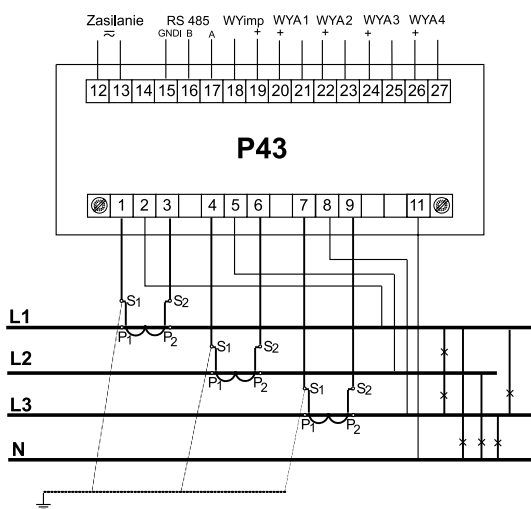 Zasilanie RS 485 WYimp WYA1 WYA2 WYA3 WYA4
≂ GNDI B A + + + + +
12 13 14 15 16 17 18 19 20 21 22 23 24 25 26 27
P43
1 2 3 4 5 6 7 8 9 11
S1 S2
L1
P1 P2
S1 S2
L2
P1 P2
S1 S2
L3
P1 P2
N